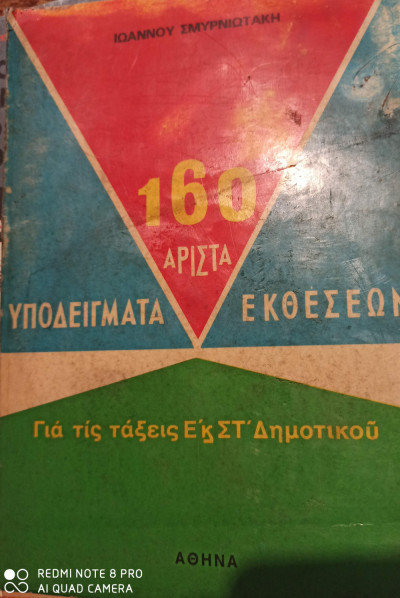 ΙΩΑΝΝΟΥ ΣΜΥΡΝΙΩΤΑΚΗ
160
ΑΡΙΣΤΑ
ΥΠΟΔΕΙΓΜΑΤΑ ΕΚΘΕΣΕΩΝ
Γιά τίς τάξεις Ε΄ϗ ΣΤ΄ Δημοτικοῦ
ΑΘΗΝΑ
REDMI NOTE 8 PRO
AI QUAD CAMERA